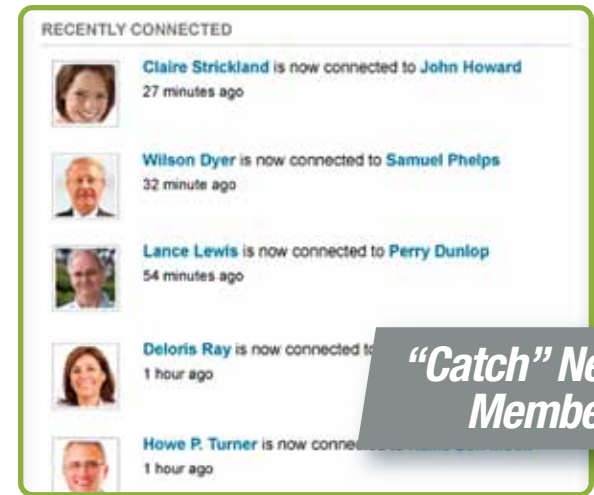 RECENTLY CONNECTED
Claire Strickland is now connected to John Howard
27 minutes ago
Wilson Dyer is now connected to Samuel Phelps
32 minute ago
Lance Lewis is now connected to Perry Dunlop
54 minutes ago
Deloris Ray is now connected to
1 hour ago
Howe P. Turner is now connected
1 hour ago
“Catch” Ne
Membe